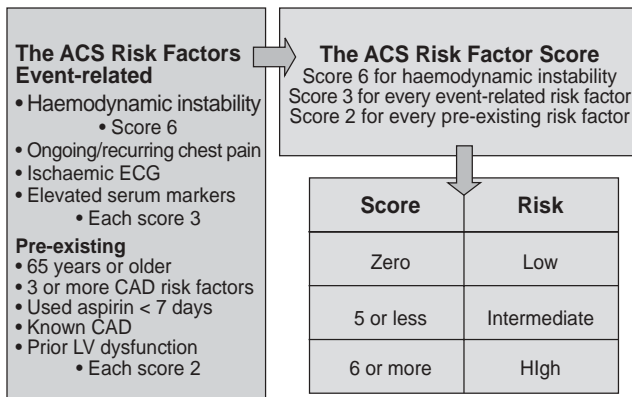 The ACS Risk Factors
Event-related
• Haemodynamic instability
• Score 6
• Ongoing/recurring chest pain
• Ischaemic ECG
• Elevated serum markers
• Each score 3
Pre-existing
• 65 years or older
• 3 or more CAD risk factors
• Used aspirin < 7 days
• Known CAD
• Prior LV dysfunction
• Each score 2
The ACS Risk Factor Score
Score 6 for haemodynamic instability
Score 3 for every event-related risk factor
Score 2 for every pre-existing risk factor
Score Risk
Zero Low
5 or less Intermediate
6 or more HIgh